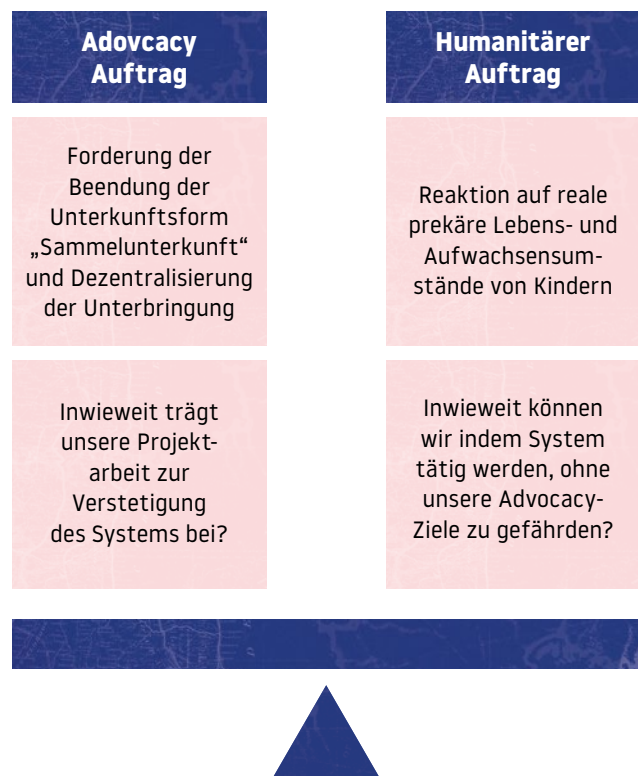 Adovcacy
Auftrag
Forderung der
Beendung der
Unterkunftsform
„Sammelunterkunft“
und Dezentralisierung
der Unterbringung
Inwieweit trägt
unsere Projekt-
arbeit zur
Verstetigung
des Systems bei?
Humanitärer
Auftrag
Reaktion auf reale
prekäre Lebens- und
Aufwachsensum-
stände von Kindern
Inwieweit können
wir indem System
tätig werden, ohne
unsere Advocacy-
Ziele zu gefährden?